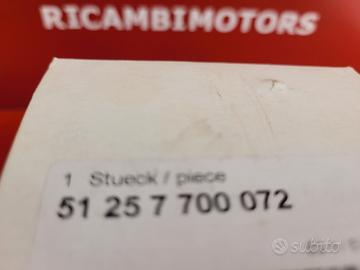 RICAMBIMOTORS
1 Stueck / piece
51 25 7 700 072
subito